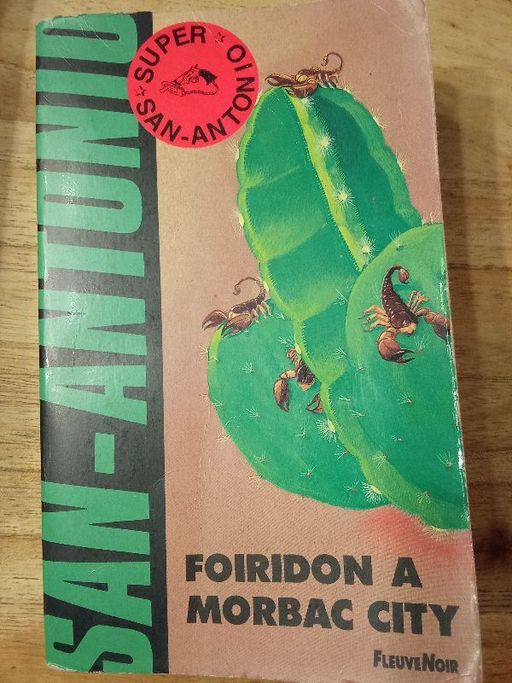 SAN-ANTONIO
SUPER
SAN-ANTONIO
FOIRIDON A
MORBAC CITY
FLEUVE NOIR